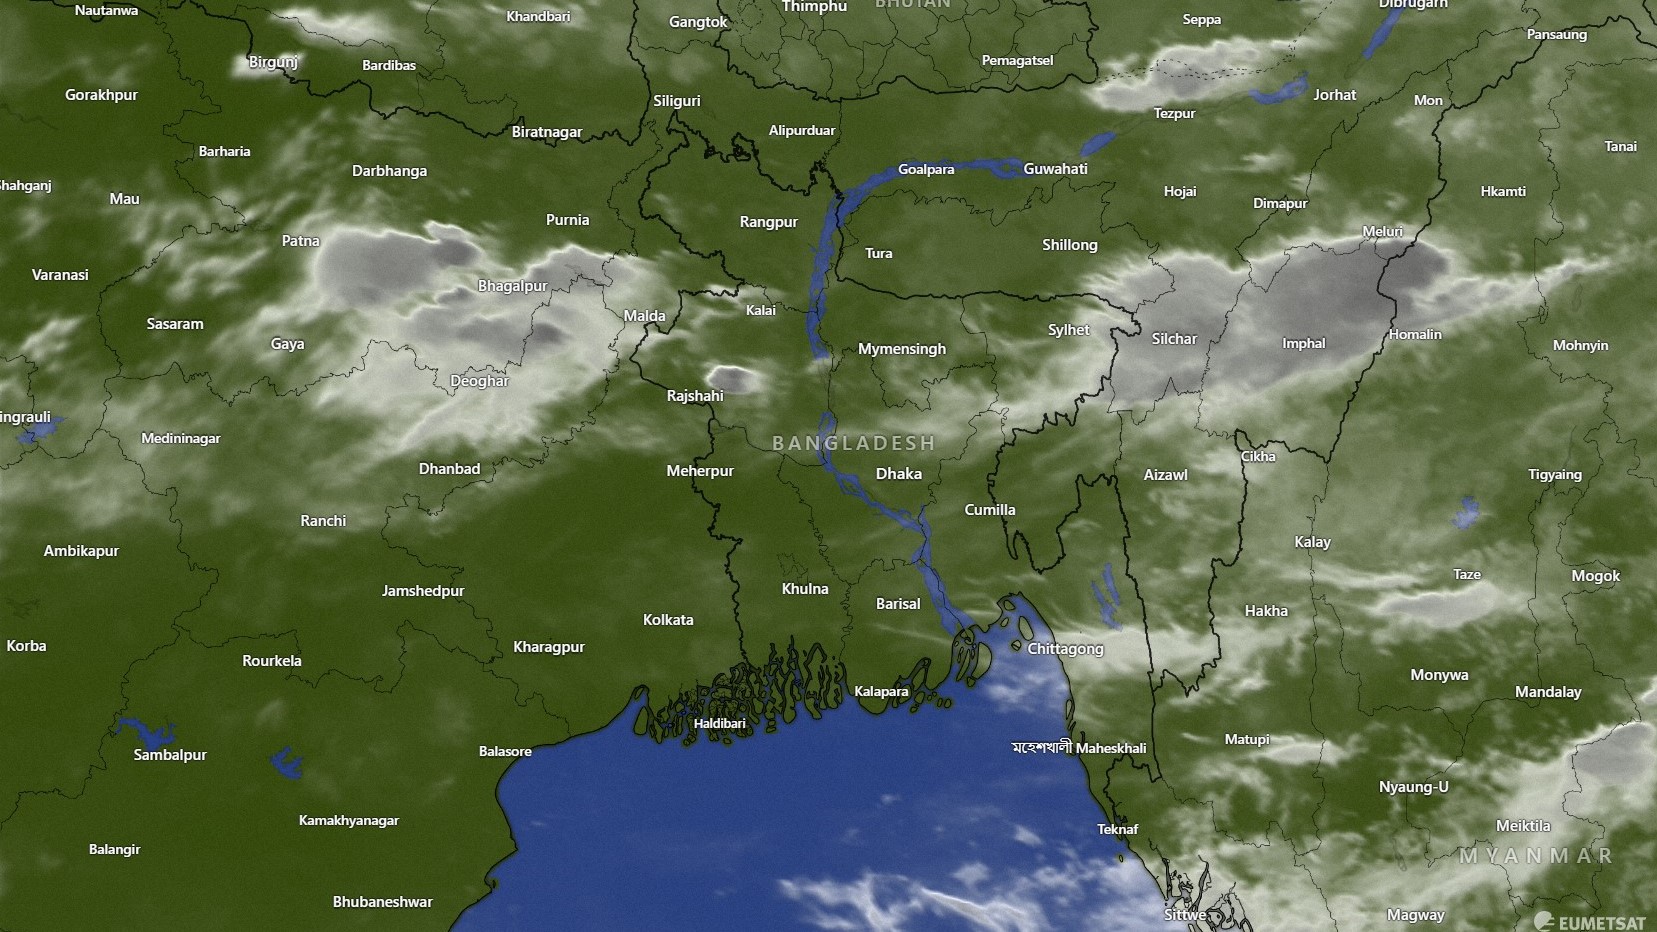 Nautanwa
Khandbari
Gangtok
Thimphu
BHUTAN
Seppa
Dibrugarh
Pansaung
Birgunj
Bardibas
Pemagatsel
Gorakhpur
Siliguri
Jorhat
Mon
Tezpur
Biratnagar
Alipurduar
Barharia
Tanai
Darbhanga
Goalpara
Guwahati
Shahganj
Mau
Hojai
Hkamti
Dimapur
Purnia
Rangpur
Meluri
Patna
Tura
Shillong
Varanasi
Bhagalpur
Malda
Kalai
Sasaram
Sylhet
Silchar
Homalin
Gaya
Mymensingh
Imphal
Mohnyin
Deoghar
Rajshahi
ingrauli
Medininagar
BANGLADESH
Cikha
Dhanbad
Meherpur
Dhaka
Aizawl
Tigyaing
Cumilla
Ranchi
Kalay
Ambikapur
Taze
Mogok
Jamshedpur
Khulna
Barisal
Hakha
Kolkata
Korba
Kharagpur
Chittagong
Rourkela
Monywa
Kalapara
Mandalay
Haldibari
Matupi
মহেশখালী Maheskhali
Sambalpur
Balasore
Nyaung-U
Kamakhyanagar
Teknaf
Meiktila
Balangir
MYANMAR
Bhubaneshwar
Sittwe
Magway
EUMETSAT